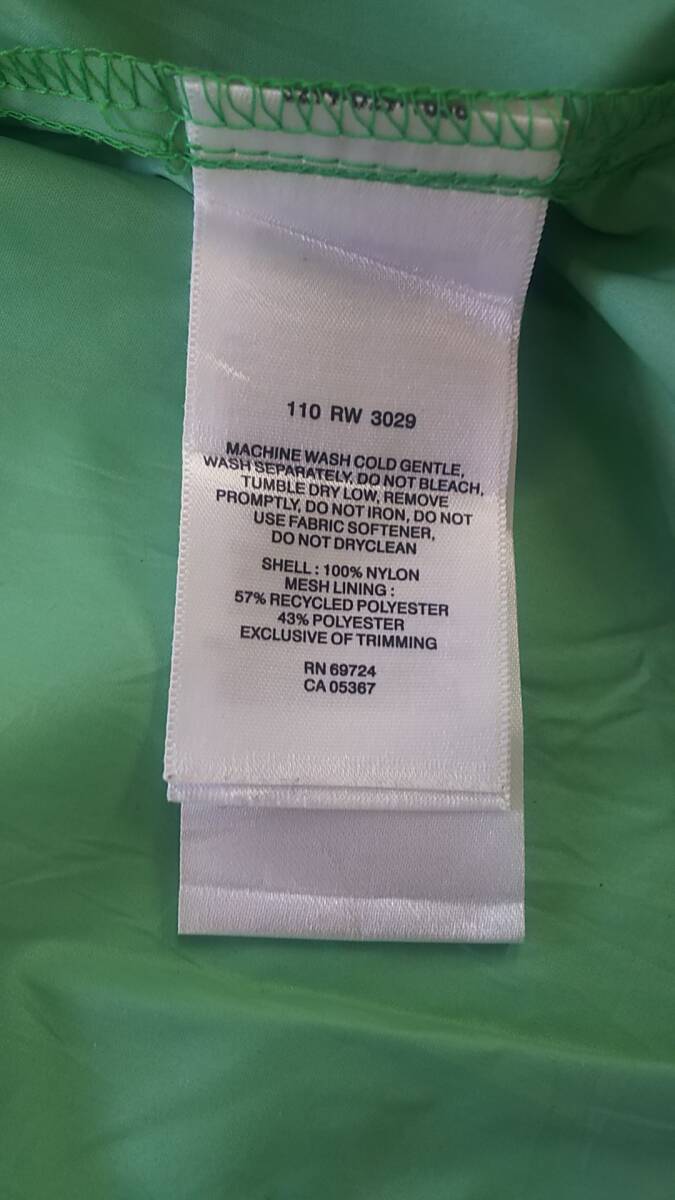 110 RW 3029
MACHINE WASH COLD GENTLE,
WASH SEPARATELY, DO NOT BLEACH,
TUMBLE DRY LOW, REMOVE
PROMPTLY, DO NOT IRON, DO NOT
USE FABRIC SOFTENER,
DO NOT DRYCLEAN
SHELL : 100% NYLON
MESH LINING :
57% RECYCLED POLYESTER
43% POLYESTER
EXCLUSIVE OF TRIMMING
RN 69724
CA 05367